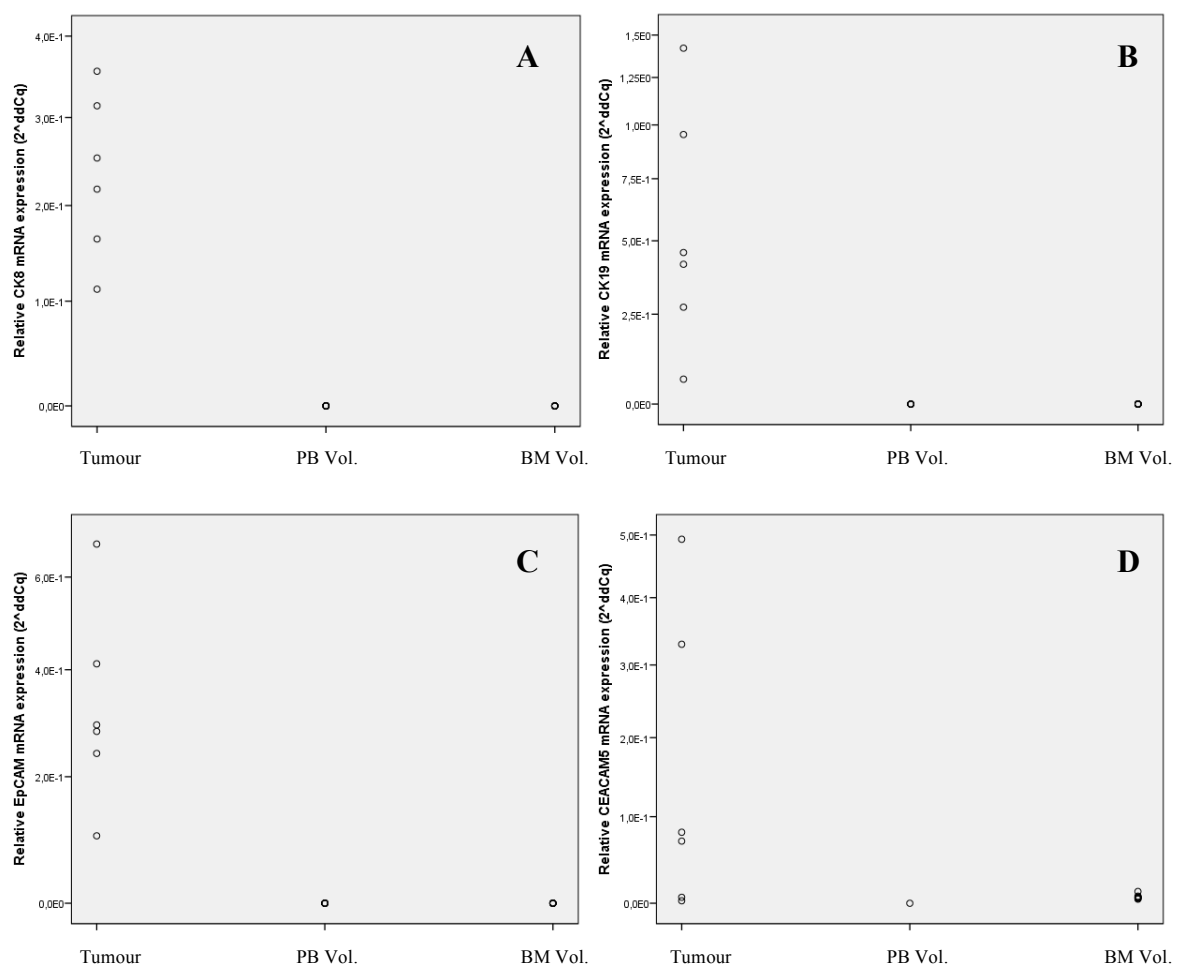 A
Relative CK8 mRNA expression (2^ddCq)
4,0E-1
3,0E-1
2,0E-1
1,0E-1
0,0E0
Tumour
PB Vol.
BM Vol.
B
Relative CK19 mRNA expression (2^ddCq)
1,5E0
1,25E0
1,0E0
7,5E-1
5,0E-1
2,5E-1
0,0E0
Tumour
PB Vol.
BM Vol.
C
Relative EpCAM mRNA expression (2^ddCq)
6,0E-1
4,0E-1
2,0E-1
0,0E0
Tumour
PB Vol.
BM Vol.
D
Relative CEACAM5 mRNA expression (2^ddCq)
5,0E-1
4,0E-1
3,0E-1
2,0E-1
1,0E-1
0,0E0
Tumour
PB Vol.
BM Vol.